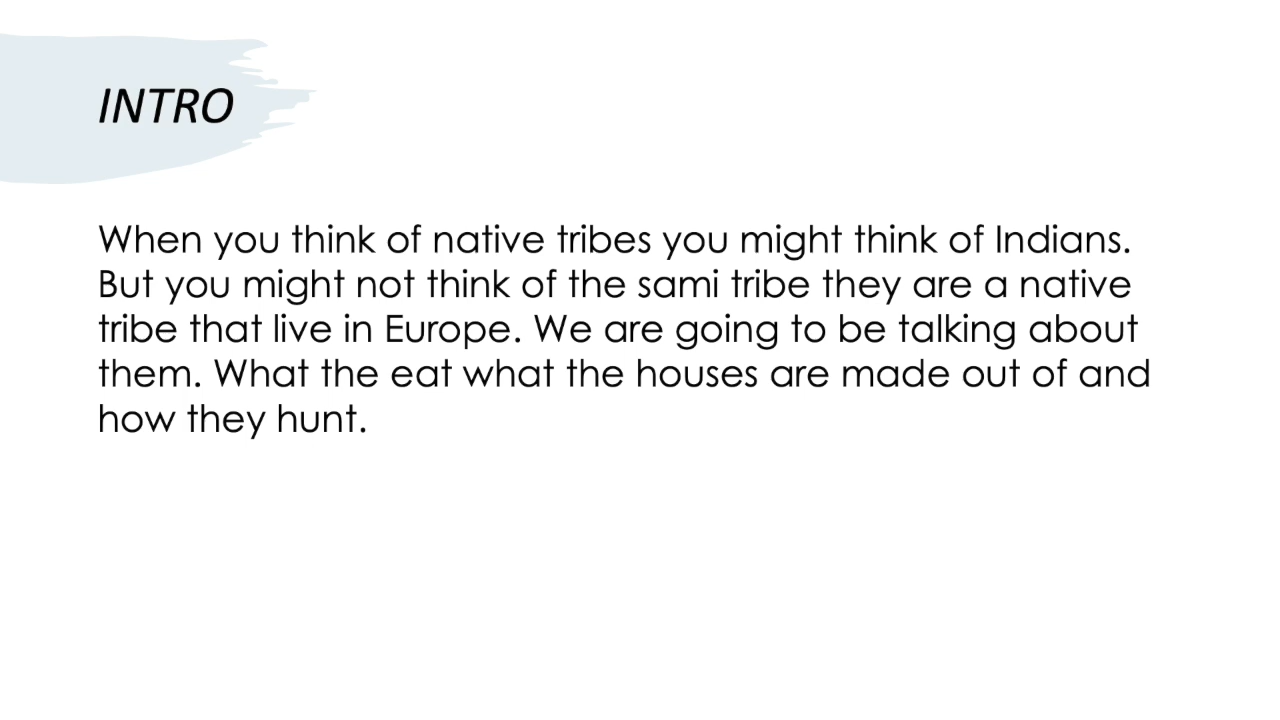 INTRO
When you think of native tribes you might think of Indians.
But you might not think of the sami tribe they are a native
tribe that live in Europe. We are going to be talking about
them. What the eat what the houses are made out of and
how they hunt.